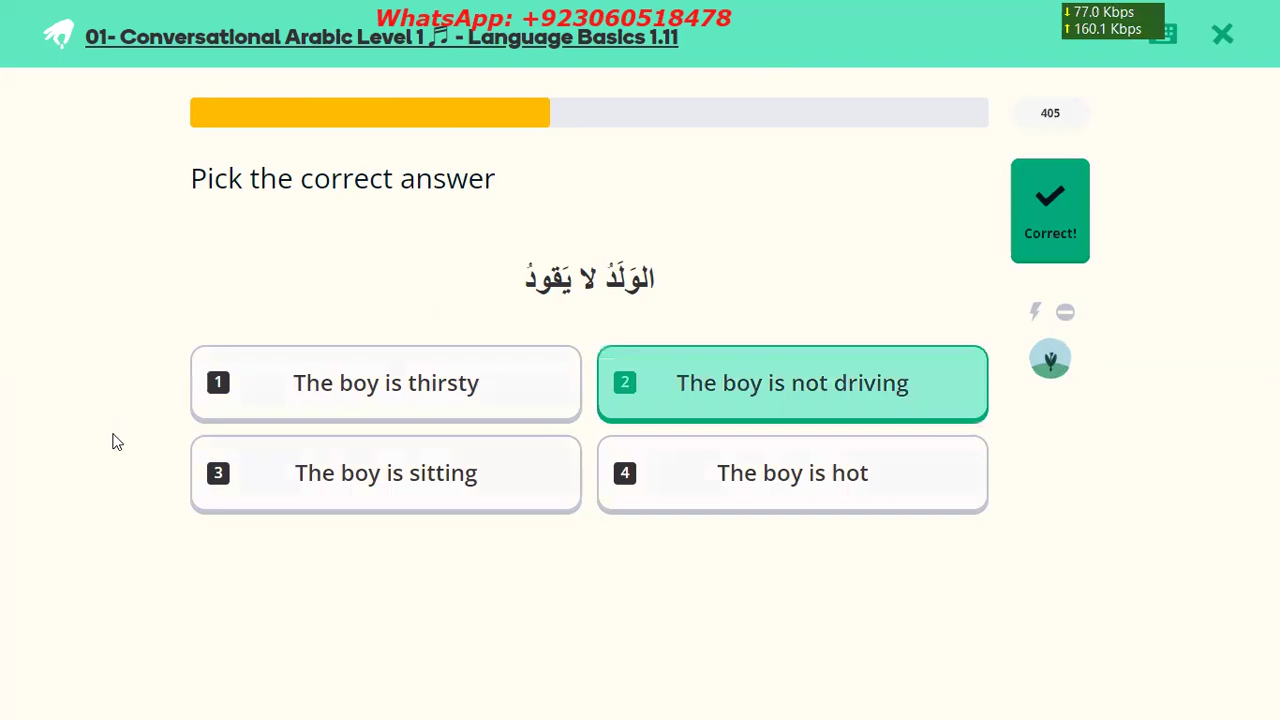 WhatsApp: +923060518478
01- Conversational Arabic Level 1 🎵 - Language Basics 1.11
↓ 77.0 Kbps
↑ 160.1 Kbps
405
Pick the correct answer
Correct!
الوَلَدُ لا يَقودُ
1 The boy is thirsty
2 The boy is not driving
3 The boy is sitting
4 The boy is hot